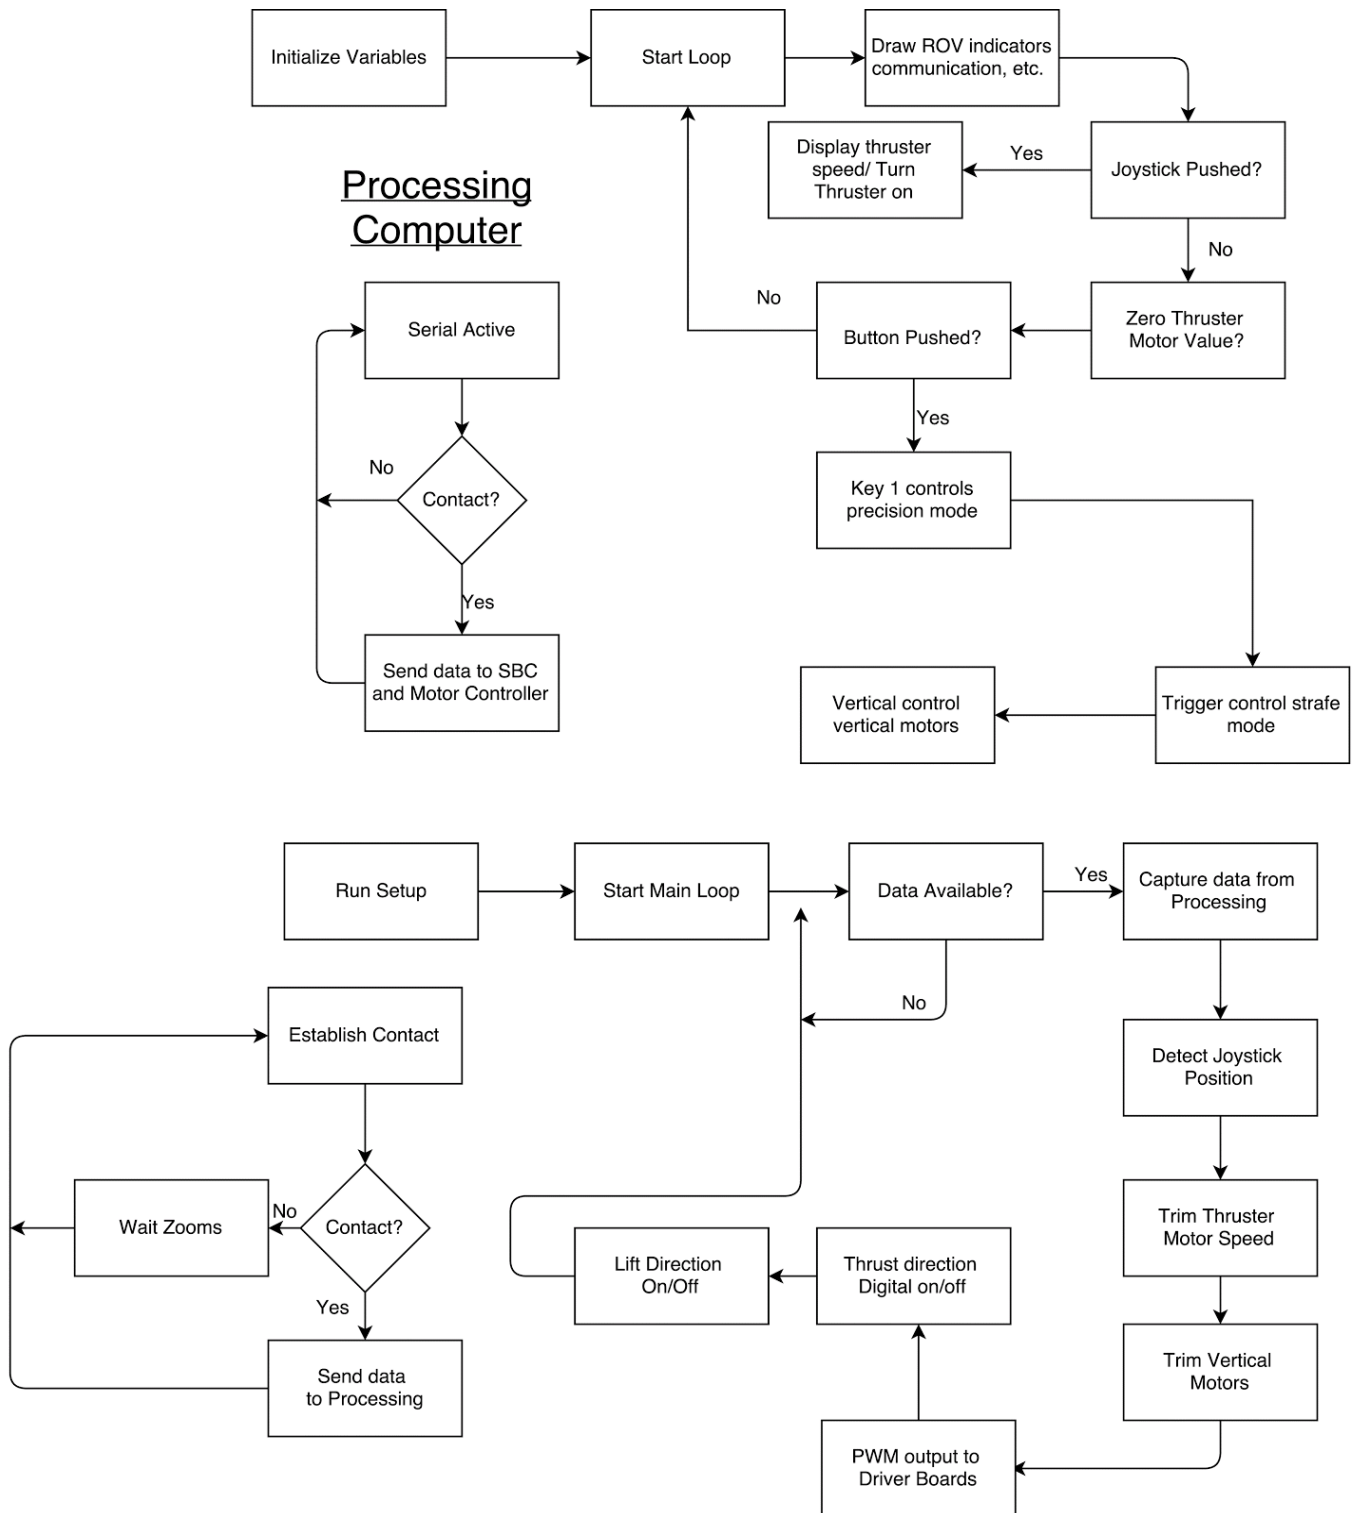 Initialize Variables
Start Loop
Draw ROV indicators
communication, etc.
Display thruster
speed/ Turn
Thruster on
Yes
Joystick Pushed?
Processing
Computer
No
Serial Active
No
Button Pushed?
Zero Thruster
Motor Value?
Yes
No
Contact?
Key 1 controls
precision mode
Yes
Send data to SBC
and Motor Controller
Vertical control
vertical motors
Trigger control strafe
mode
Run Setup
Start Main Loop
Data Available?
Yes
Capture data from
Processing
No
Establish Contact
Detect Joystick
Position
Wait Zooms
No
Contact?
Trim Thruster
Motor Speed
Lift Direction
On/Off
Thrust direction
Digital on/off
Yes
Send data
to Processing
Trim Vertical
Motors
PWM output to
Driver Boards